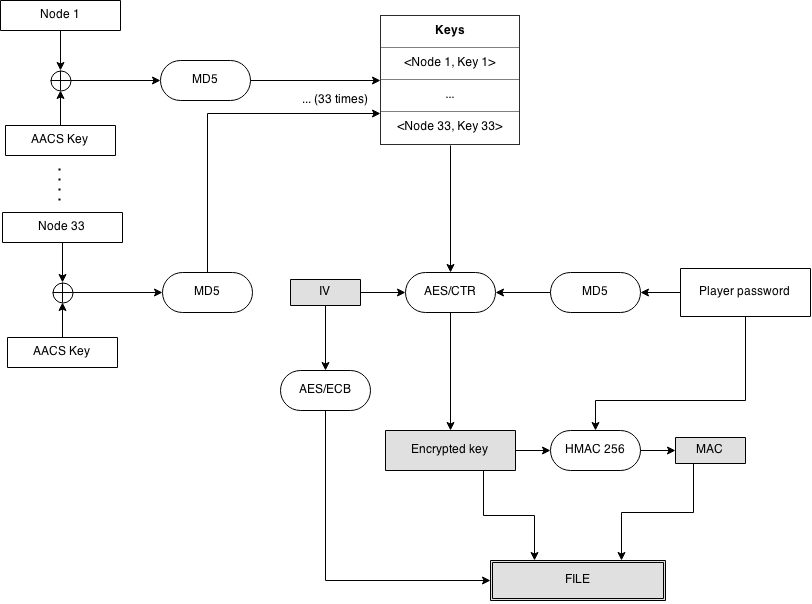 Node 1
Keys
<Node 1, Key 1>
MD5
...
... (33 times)
<Node 33, Key 33>
AACS Key
Node 33
MD5
IV
AES/CTR
MD5
Player password
AACS Key
AES/ECB
Encrypted key
HMAC 256
MAC
FILE